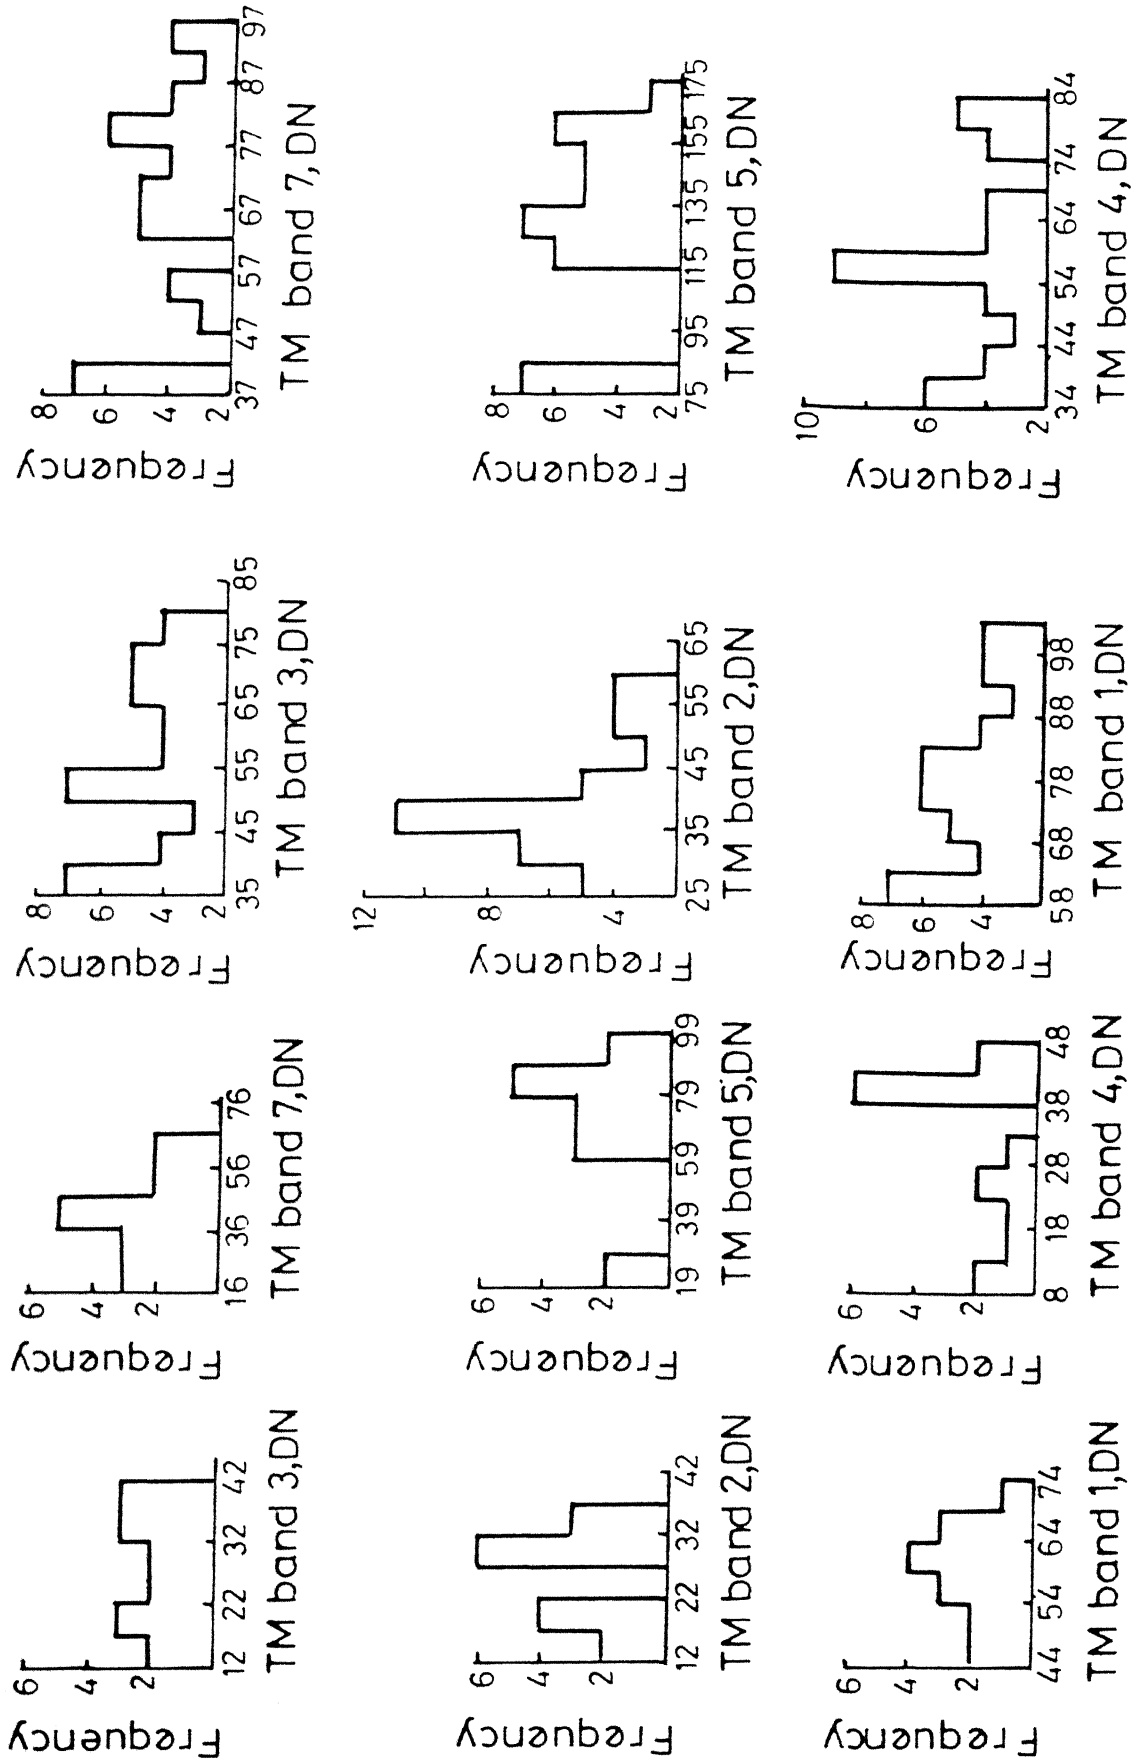 Frequency
6
4
2
12 22 32 42
TM band 3,DN
Frequency
6
4
2
16 36 56 76
TM band 7,DN
Frequency
8
6
4
2
35 45 55 65 75 85
TM band 3,DN
Frequency
8
6
4
2
37 47 57 67 77 87 97
TM band 7,DN
Frequency
6
4
2
12 22 32 42
TM band 2,DN
Frequency
6
4
2
19 39 59 79 99
TM band 5,DN
Frequency
12
8
4
25 35 45 55 65
TM band 2,DN
Frequency
8
6
4
2
75 95 115 135 155 175
TM band 5,DN
Frequency
6
4
2
44 54 64 74
TM band 1,DN
Frequency
6
4
2
8 18 28 38 48
TM band 4,DN
Frequency
8
6
4
58 68 78 88 98
TM band 1,DN
Frequency
10
6
2
34 44 54 64 74 84
TM band 4,DN